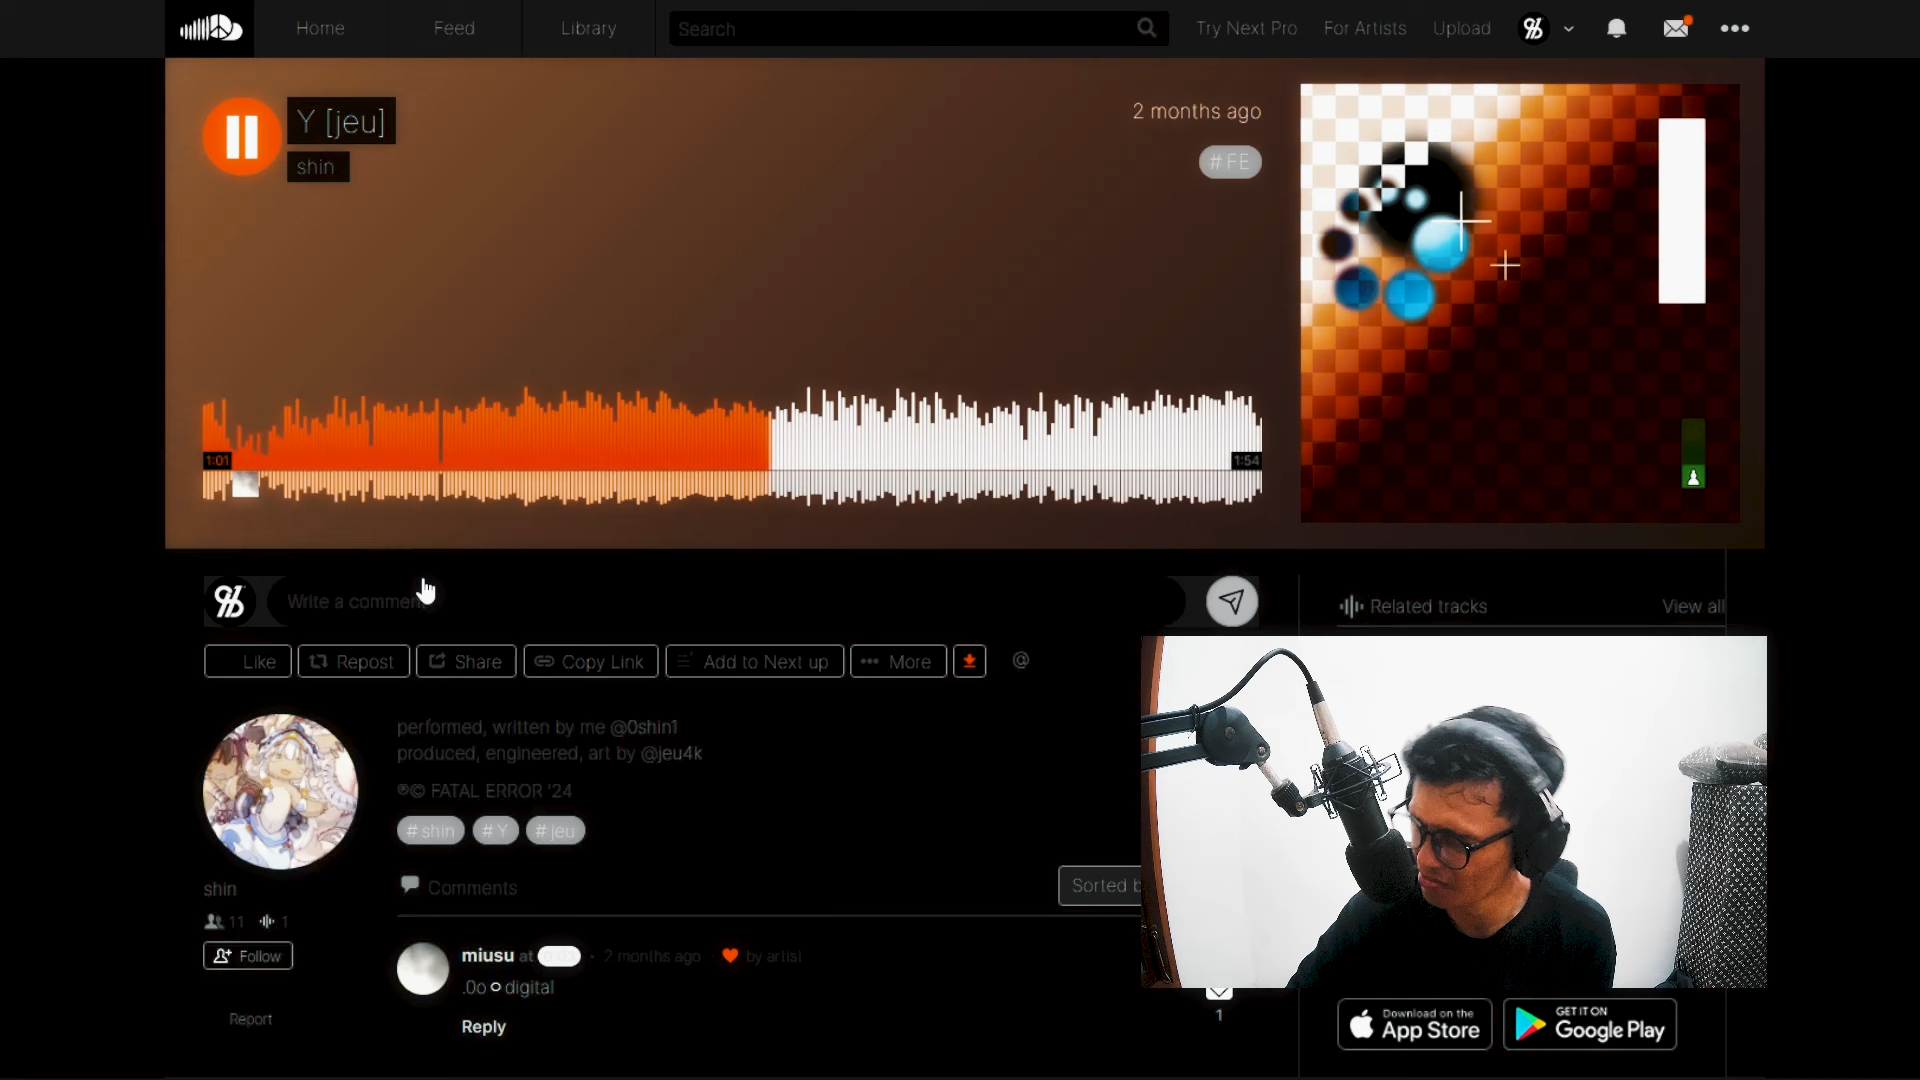 Home
Feed
Library
Search
Try Next Pro
For Artists
Upload
Y [jeu]
shin
2 months ago
# FE
1:01
1:54
Write a comment
Like
Repost
Share
Copy Link
Add to Next up
More
@
Related tracks
View all
performed, written by me @0shin1
produced, engineered, art by @jeu4k
℗© FATAL ERROR '24
# shin
# Y
# jeu
shin
11
1
Follow
Report
Comments
Sorted
miusu at
· 2 months ago
by artist
.0o o digital
Reply
1
Download on the
App Store
GET IT ON
Google Play